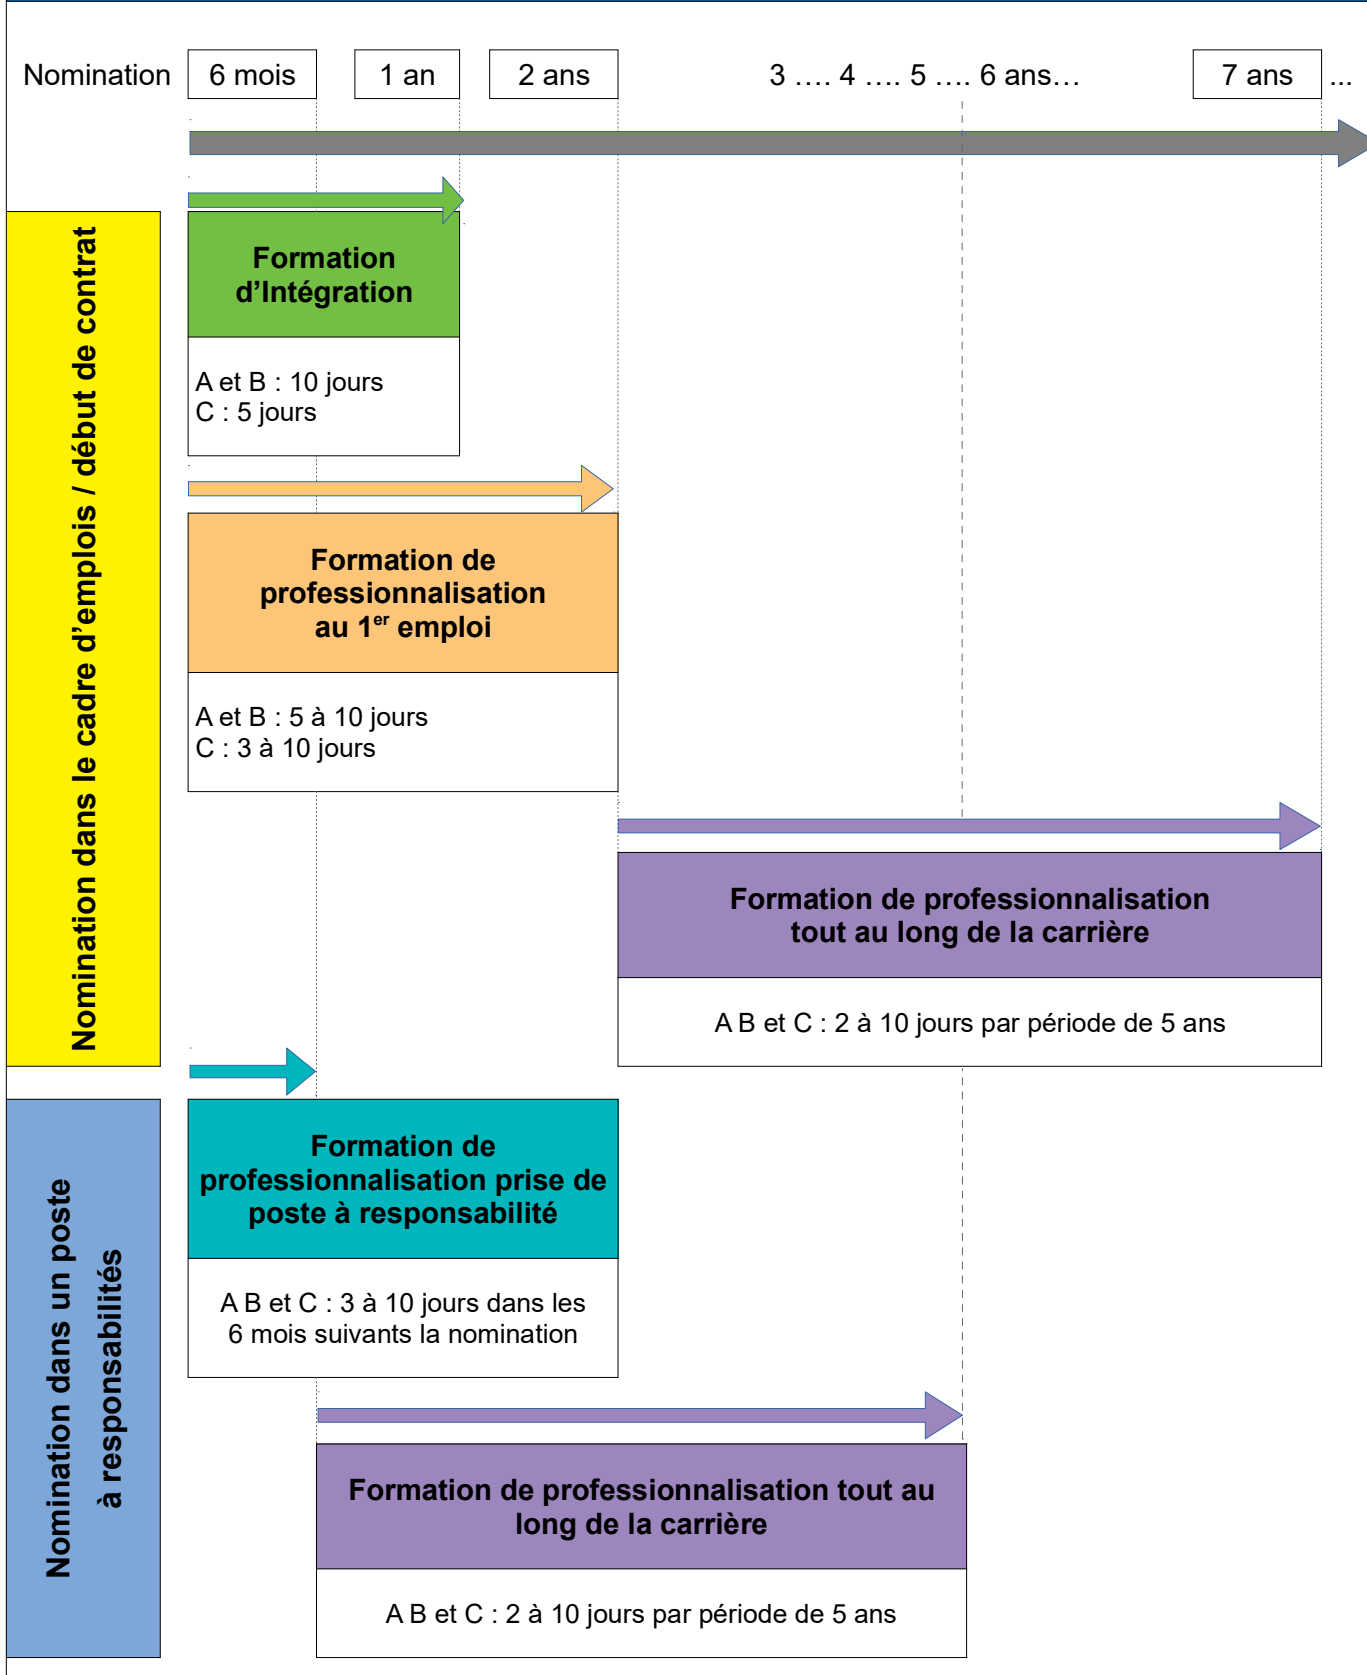 Nomination 6 mois 1 an 2 ans 3 …. 4 …. 5 …. 6 ans… 7 ans ...
Nomination dans le cadre d’emplois / début de contrat
Formation
d’Intégration
A et B : 10 jours
C : 5 jours
Formation de
professionnalisation
au 1er emploi
A et B : 5 à 10 jours
C : 3 à 10 jours
Formation de professionnalisation
tout au long de la carrière
A B et C : 2 à 10 jours par période de 5 ans
Nomination dans un poste
à responsabilités
Formation de
professionnalisation prise de
poste à responsabilité
A B et C : 3 à 10 jours dans les
6 mois suivants la nomination
Formation de professionnalisation tout au
long de la carrière
A B et C : 2 à 10 jours par période de 5 ans